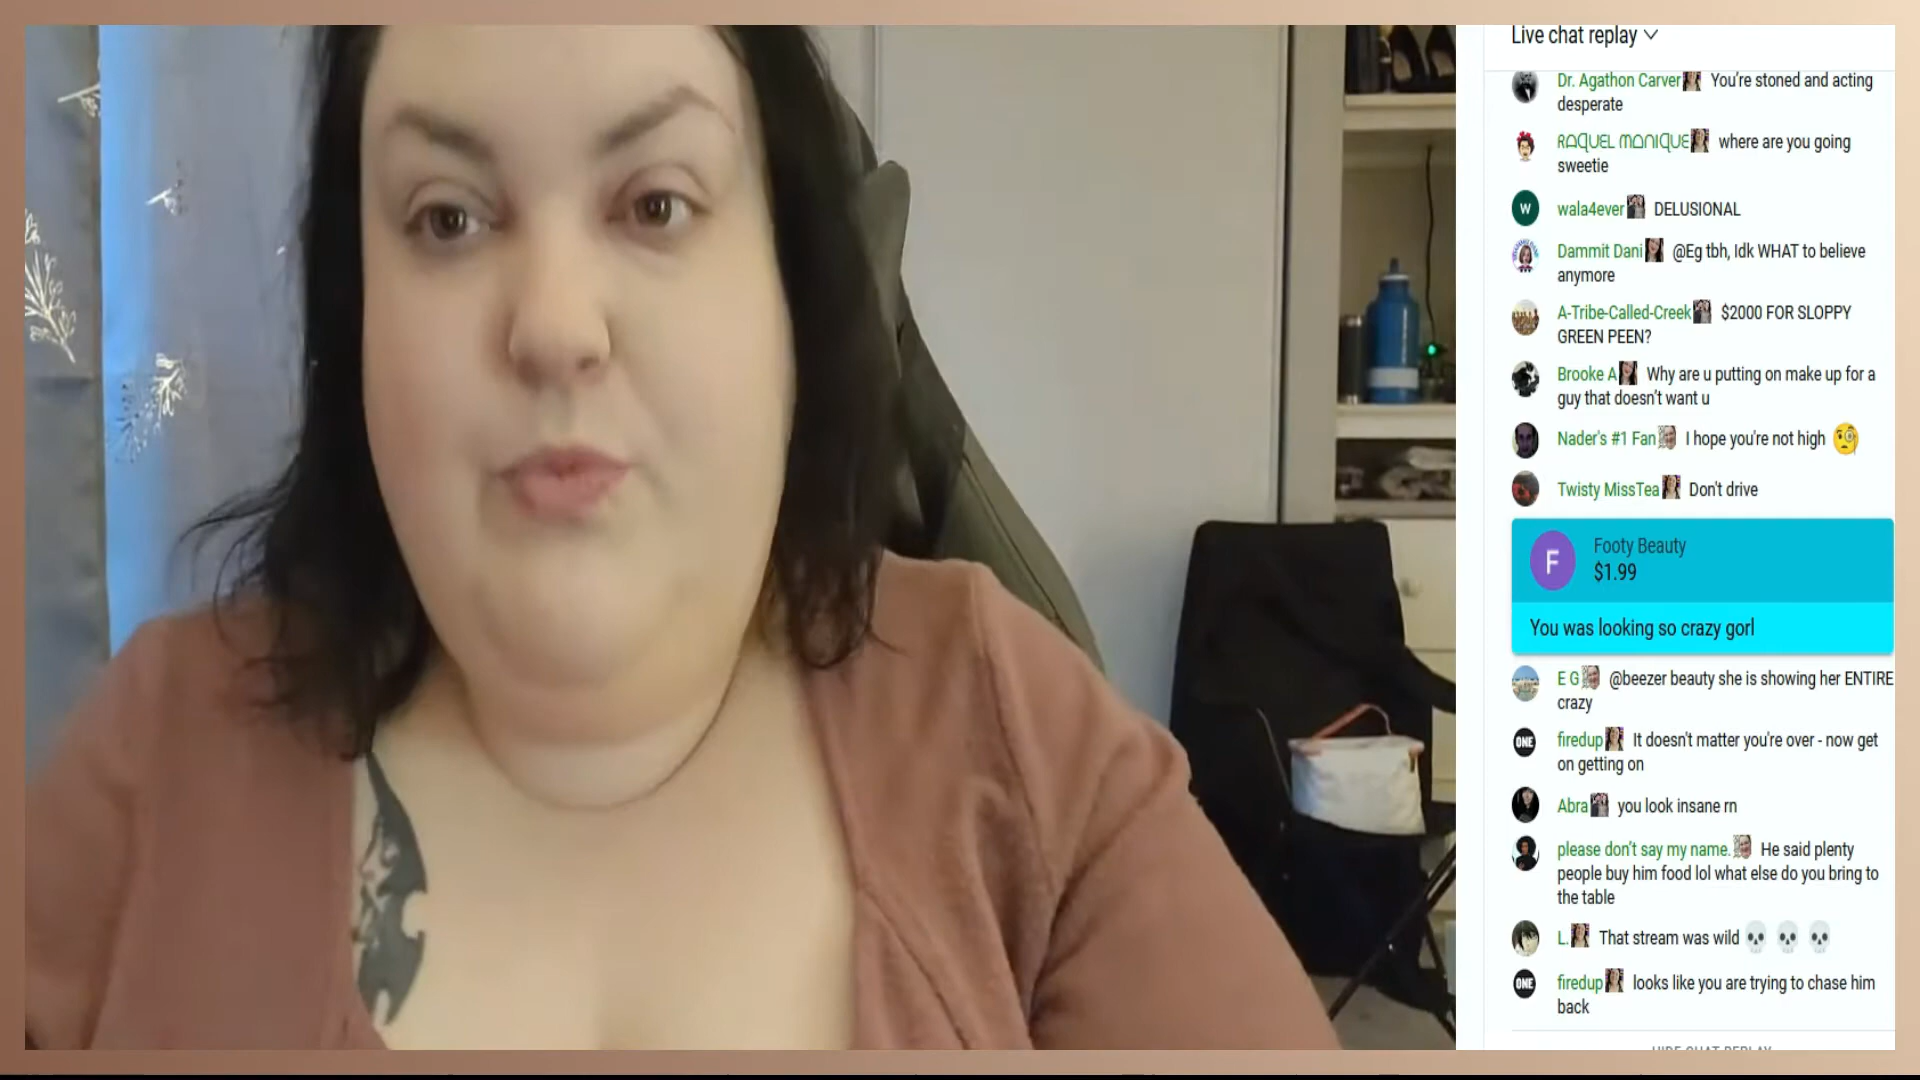 Live chat replay
Dr. Agathon Carver You're stoned and acting
desperate
RAQUEL MANIQUE where are you going
sweetie
W
wala4ever DELUSIONAL
Dammit Dani @Eg tbh, Idk WHAT to believe
anymore
A-Tribe-Called-Creek $2000 FOR SLOPPY
GREEN PEEN?
Brooke A Why are u putting on make up for a
guy that doesn't want u
Nader's #1 Fan I hope you're not high
Twisty MissTea Don't drive
F
Footy Beauty
$1.99
You was looking so crazy gorl
E G @beezer beauty she is showing her ENTIRE
crazy
ONE
firedup It doesn't matter you're over - now get
on getting on
Abra you look insane rn
please don't say my name. He said plenty
people buy him food lol what else do you bring to
the table
L. That stream was wild
ONE
firedup looks like you are trying to chase him
back
HIDE CHAT REPLAY